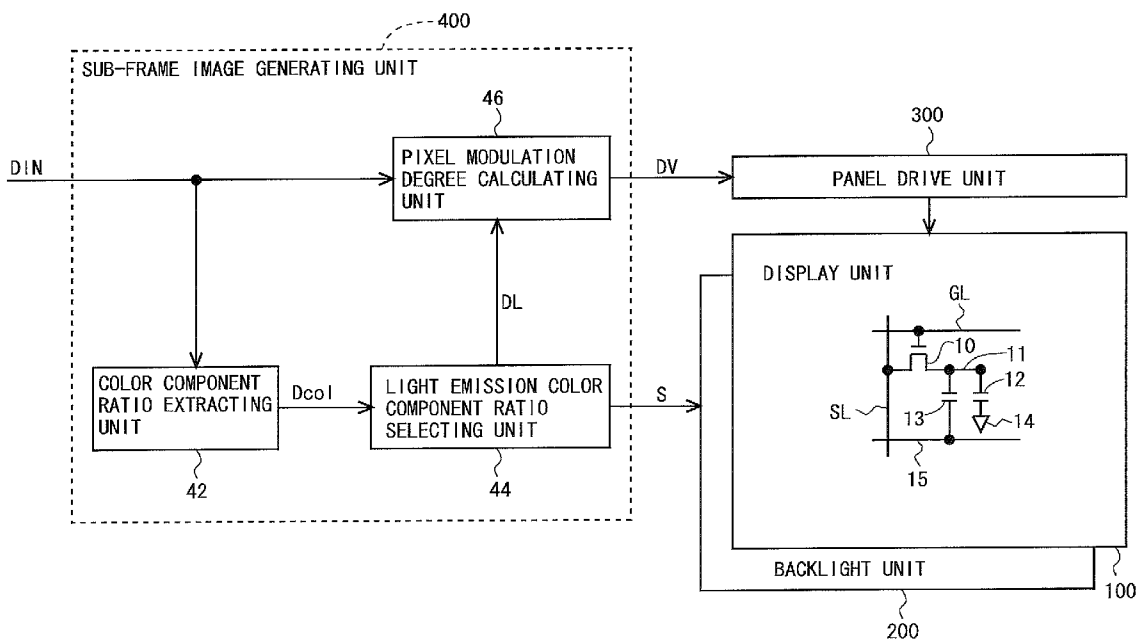 400
SUB-FRAME IMAGE GENERATING UNIT
46
DIN
PIXEL MODULATION
DEGREE CALCULATING
UNIT
DV
300
PANEL DRIVE UNIT
DL
COLOR COMPONENT
RATIO EXTRACTING
UNIT
42
Dcol
LIGHT EMISSION COLOR
COMPONENT RATIO
SELECTING UNIT
44
S
DISPLAY UNIT
GL
10
11
12
SL
13
14
15
BACKLIGHT UNIT
100
200